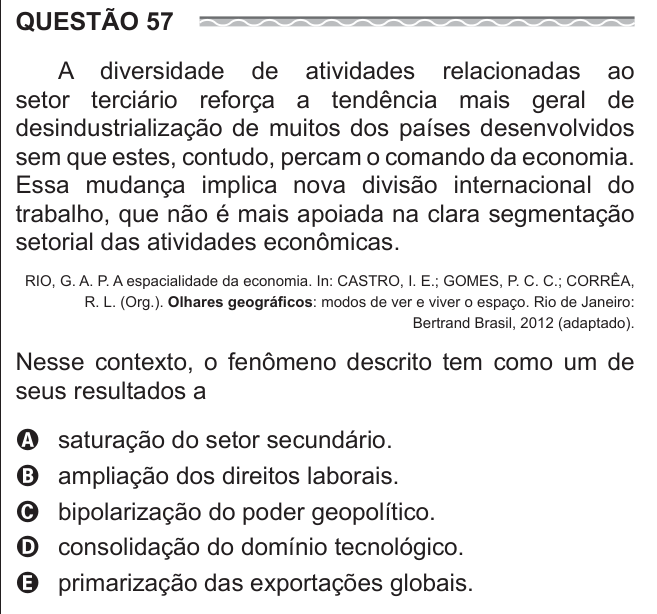 QUESTÃO 57
A diversidade de atividades relacionadas ao
setor terciário reforça a tendência mais geral de
desindustrialização de muitos dos países desenvolvidos
sem que estes, contudo, percam o comando da economia.
Essa mudança implica nova divisão internacional do
trabalho, que não é mais apoiada na clara segmentação
setorial das atividades econômicas.
RIO, G. A. P. A espacialidade da economia. In: CASTRO, I. E.; GOMES, P. C. C.; CORRÊA,
R. L. (Org.). Olhares geográficos: modos de ver e viver o espaço. Rio de Janeiro:
Bertrand Brasil, 2012 (adaptado).
Nesse contexto, o fenômeno descrito tem como um de
seus resultados a
A saturação do setor secundário.
B ampliação dos direitos laborais.
C bipolarização do poder geopolítico.
D consolidação do domínio tecnológico.
E primarização das exportações globais.